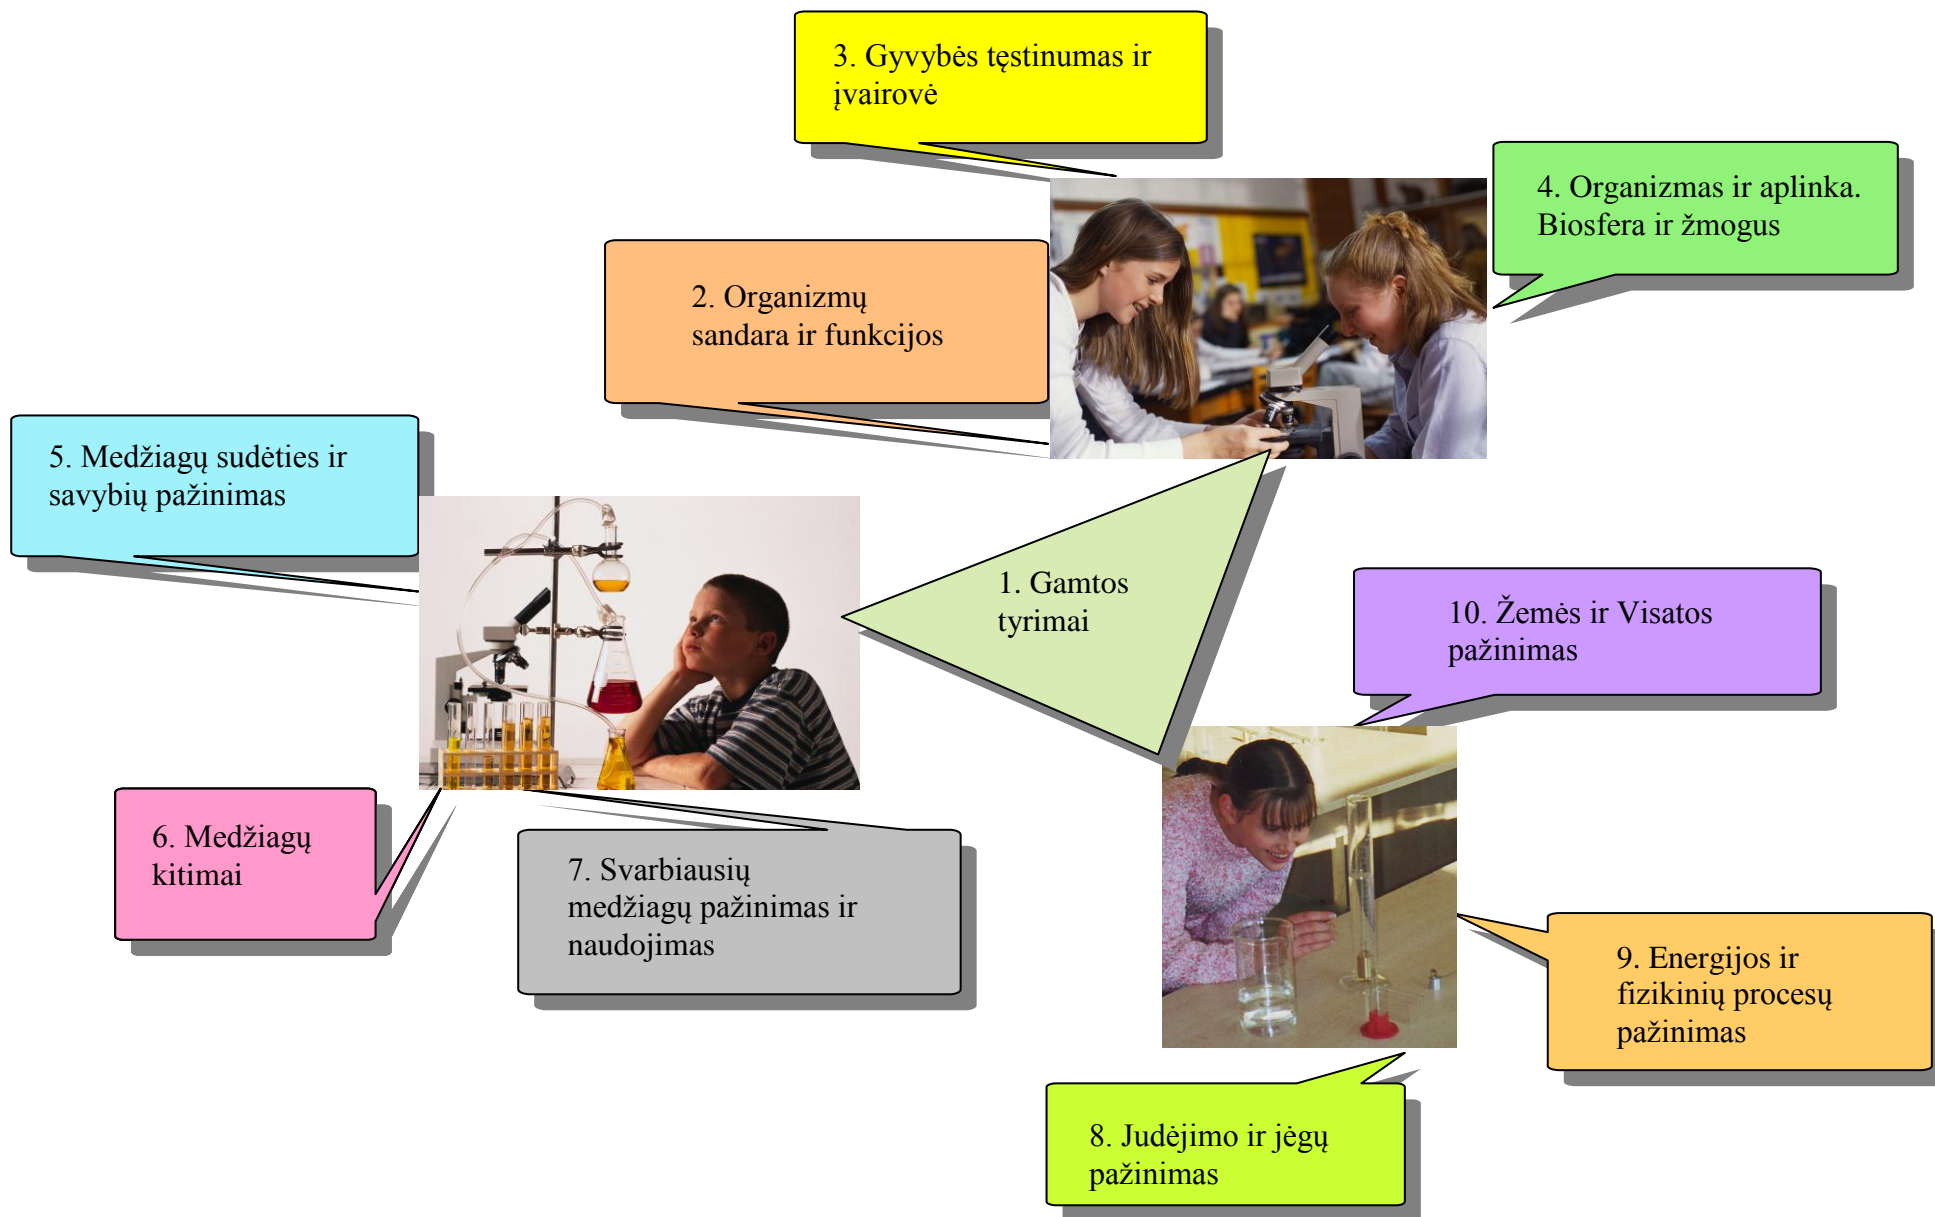 3. Gyvybės tęstinumas ir
įvairovė
4. Organizmas ir aplinka.
Biosfera ir žmogus
2. Organizmų
sandara ir funkcijos
5. Medžiagų sudėties ir
savybių pažinimas
1. Gamtos
tyrimai
10. Žemės ir Visatos
pažinimas
6. Medžiagų
kitimai
7. Svarbiausių
medžiagų pažinimas ir
naudojimas
9. Energijos ir
fizikinių procesų
pažinimas
8. Judėjimo ir jėgų
pažinimas